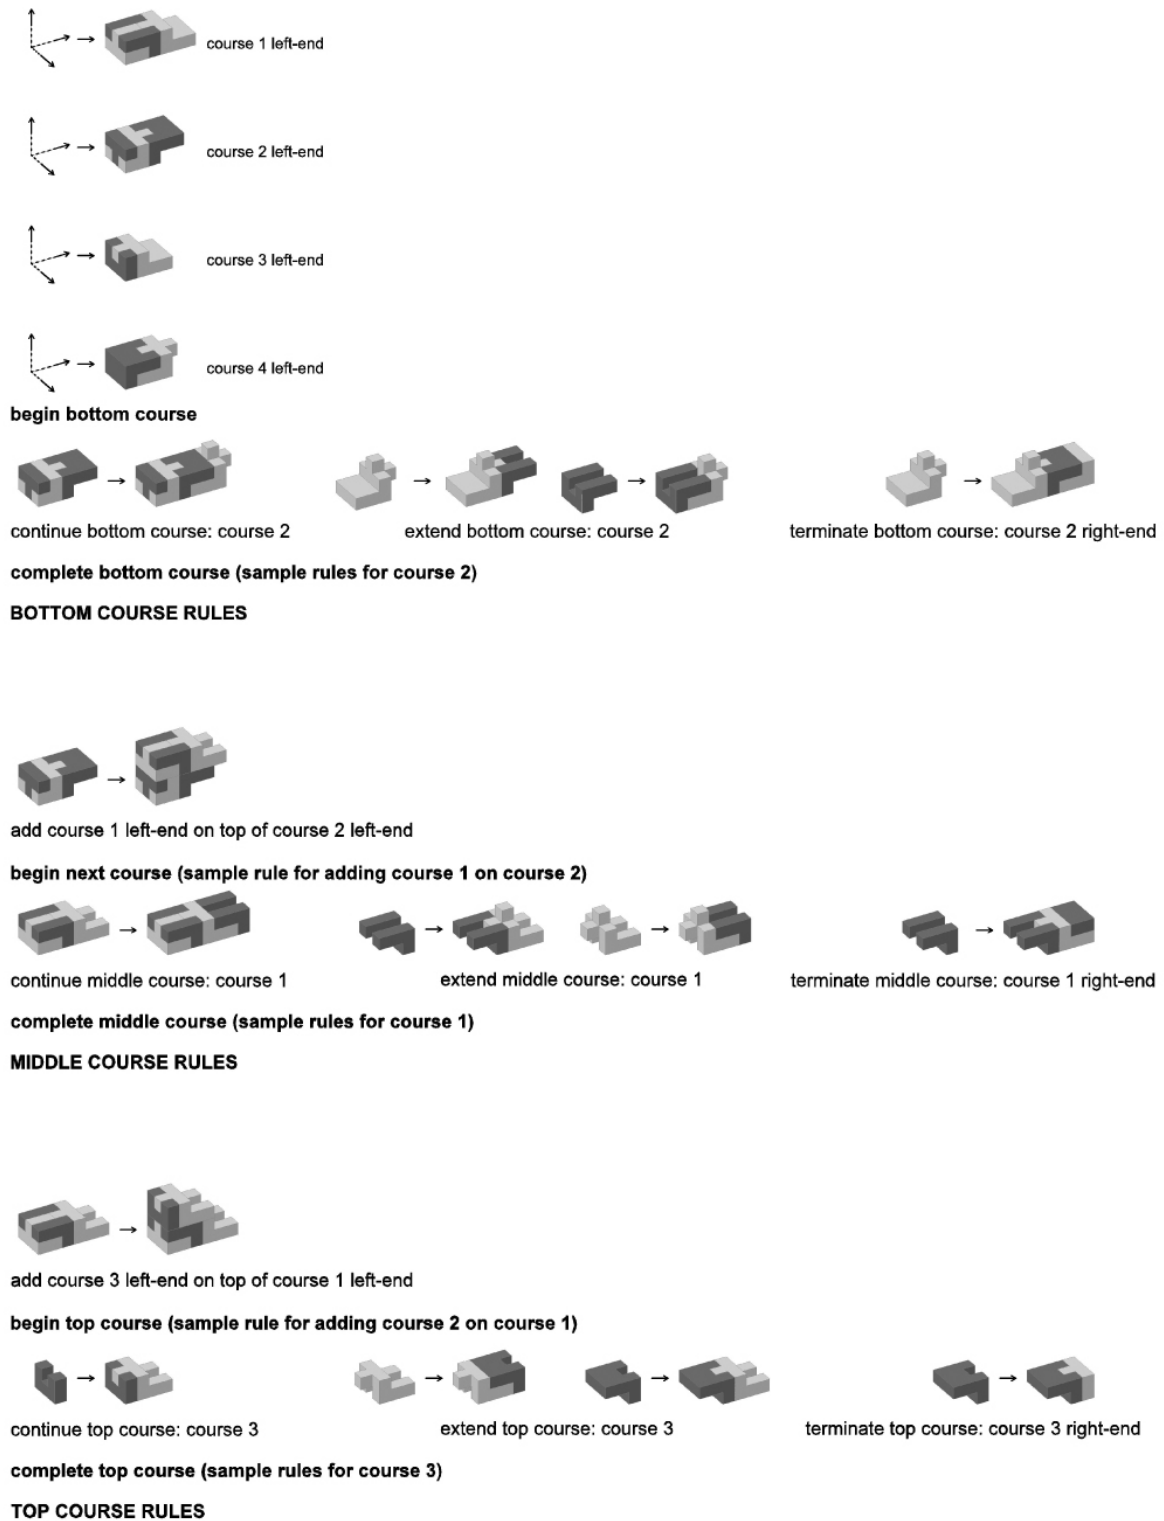 course 1 left-end
course 2 left-end
course 3 left-end
course 4 left-end
begin bottom course
continue bottom course: course 2
extend bottom course: course 2
terminate bottom course: course 2 right-end
complete bottom course (sample rules for course 2)
BOTTOM COURSE RULES
add course 1 left-end on top of course 2 left-end
begin next course (sample rule for adding course 1 on course 2)
continue middle course: course 1
extend middle course: course 1
terminate middle course: course 1 right-end
complete middle course (sample rules for course 1)
MIDDLE COURSE RULES
add course 3 left-end on top of course 1 left-end
begin top course (sample rule for adding course 2 on course 1)
continue top course: course 3
extend top course: course 3
terminate top course: course 3 right-end
complete top course (sample rules for course 3)
TOP COURSE RULES